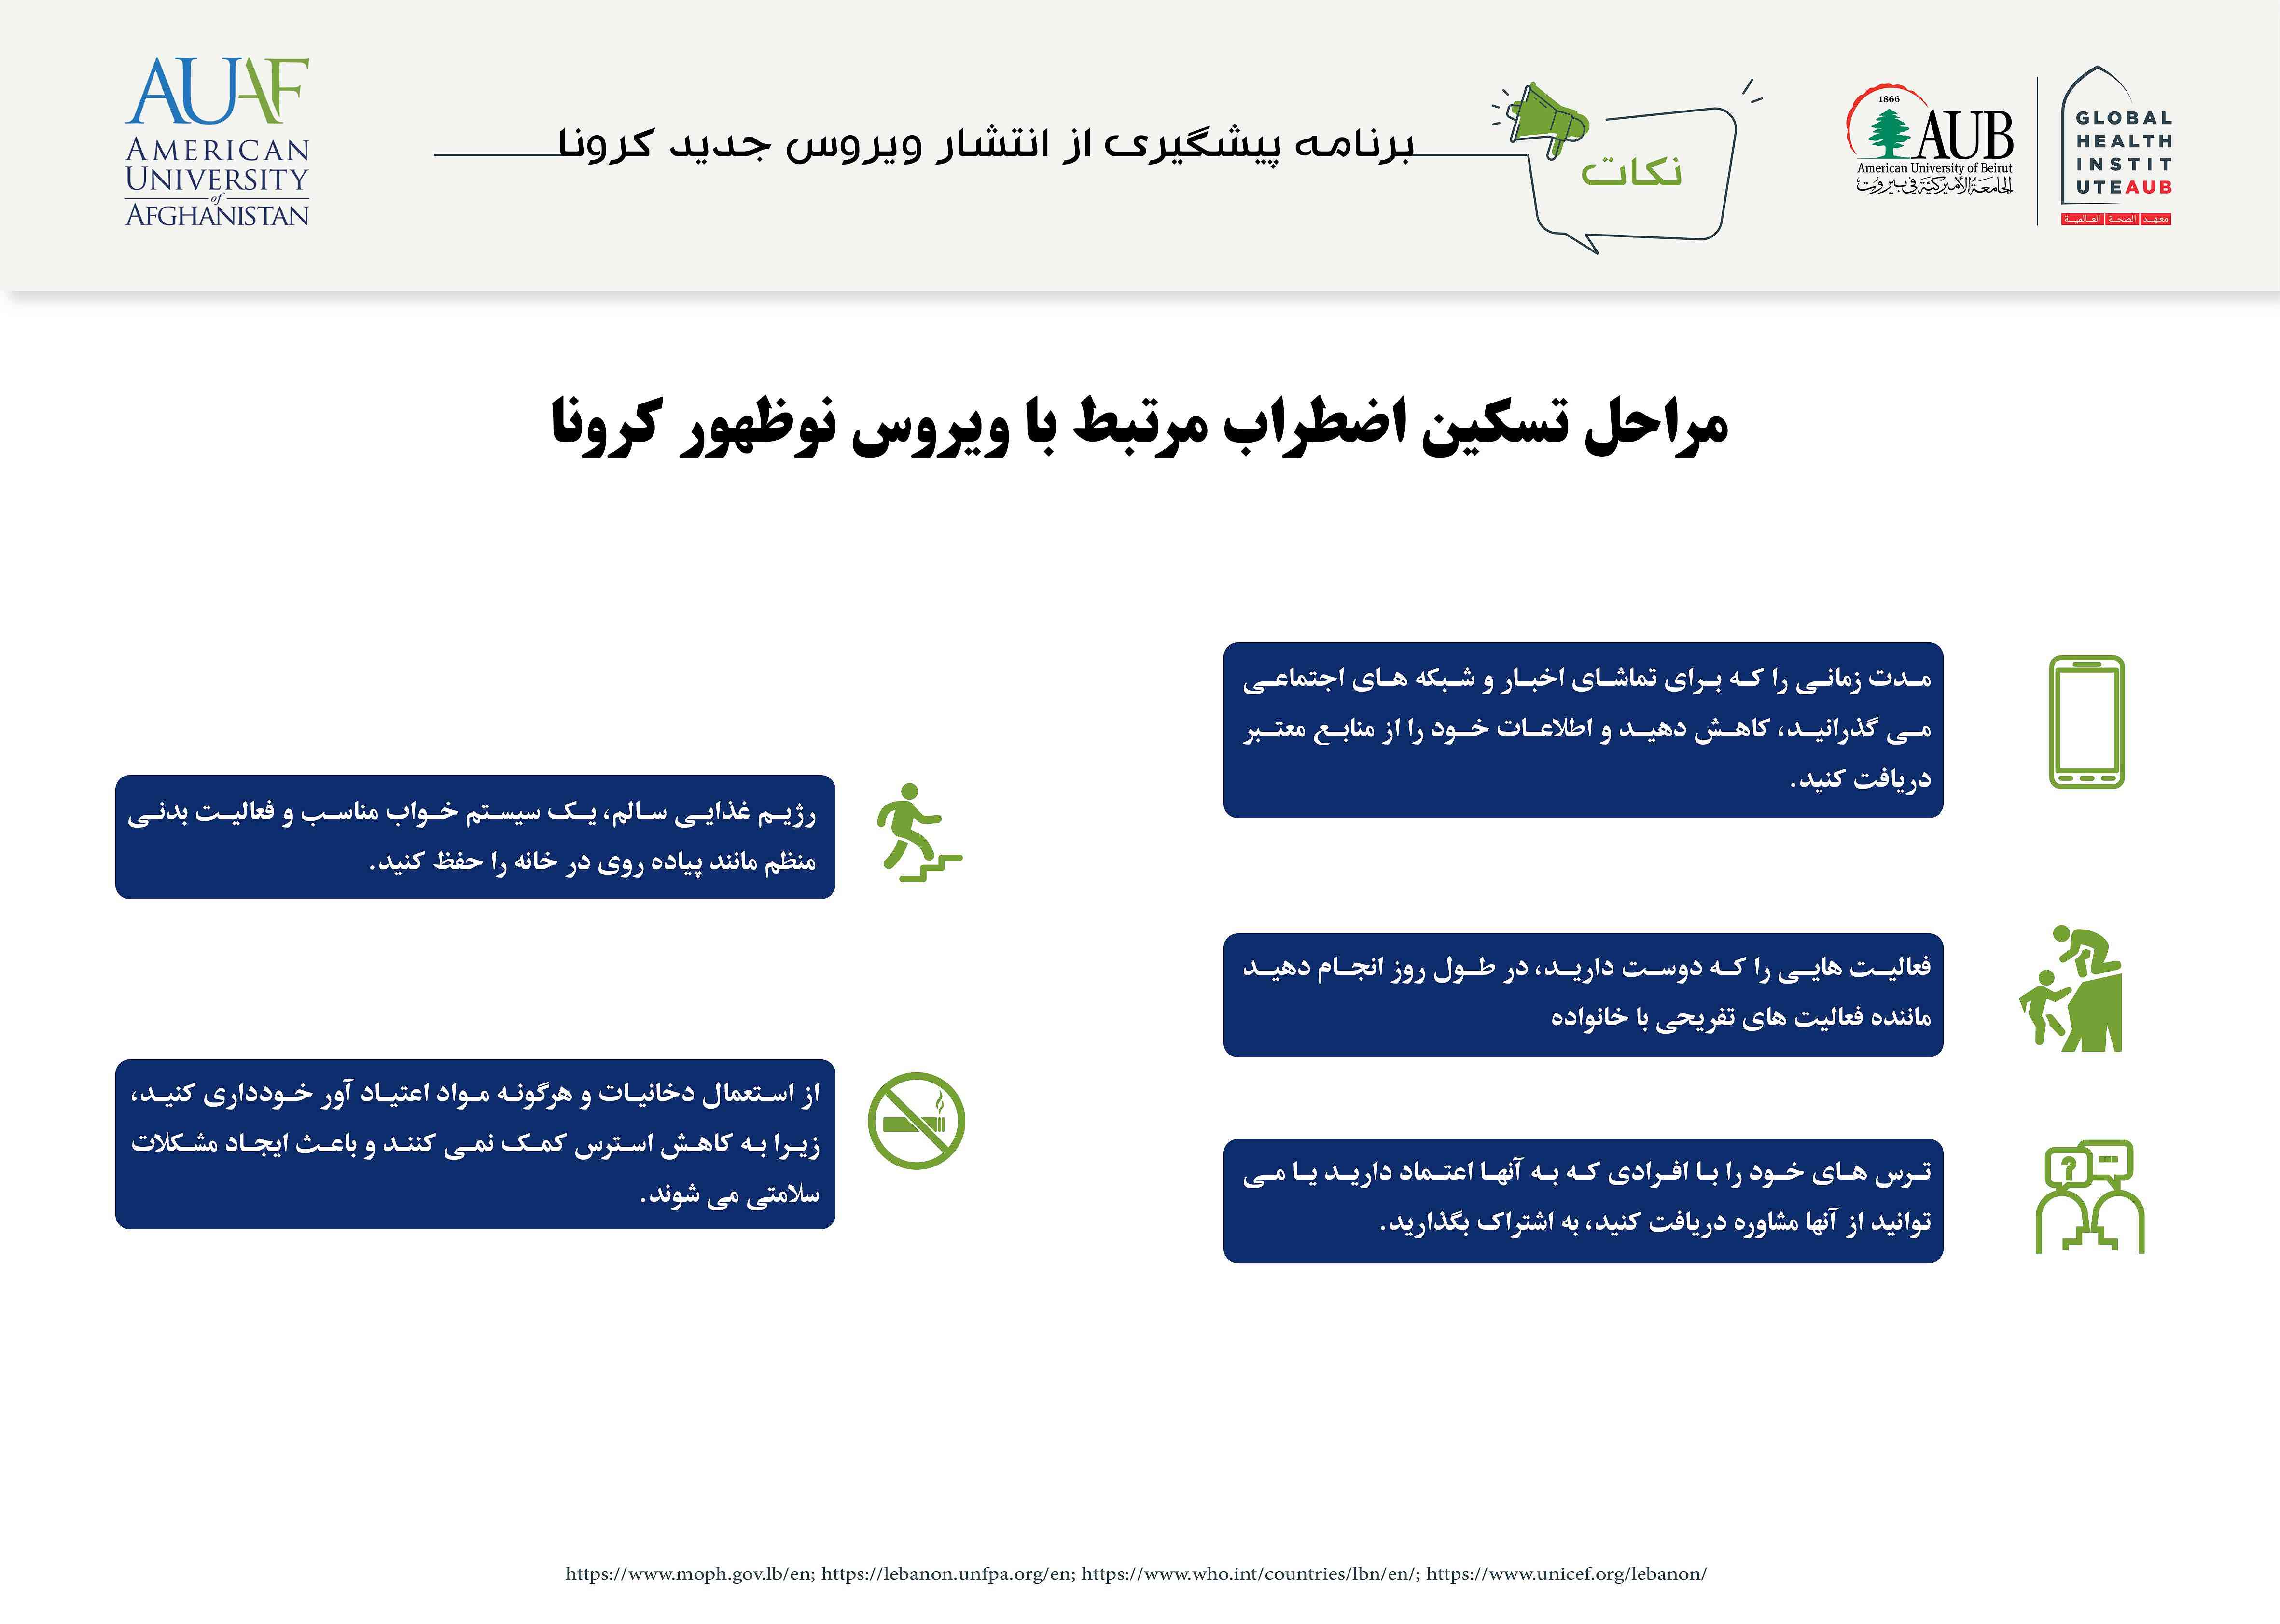 GLOBAL
HEALTH
INSTIT
UTEAUB
معهد الصحة العالمية
1866
AUB
American University of Beirut
الجامعة الأميركية في بيروت
نکات
برنامه پیشگیری از انتشار ویروس جدید کرونا
AUAF
AMERICAN
UNIVERSITY
of
AFGHANISTAN
مراحل تسکین اضطراب مرتبط با ویروس نوظهور کرونا
مدت زمانی را که برای تماشای اخبار و شبکه های اجتماعی
می گذرانید، کاهش دهید و اطلاعات خود را از منابع معتبر
دریافت کنید.
فعالیت هایی را که دوست دارید، در طول روز انجام دهید
ماننده فعالیت های تفریحی با خانواده
ترس های خود را با افرادی که به آنها اعتماد دارید یا می
توانید از آنها مشاوره دریافت کنید، به اشتراک بگذارید.
رژیم غذایی سالم، یک سیستم خواب مناسب و فعالیت بدنی
منظم مانند پیاده روی در خانه را حفظ کنید.
از استعمال دخانیات و هرگونه مواد اعتیاد آور خودداری کنید،
زیرا به کاهش استرس کمک نمی کنند و باعث ایجاد مشکلات
سلامتی می شوند.
https://www.moph.gov.lb/en; https://lebanon.unfpa.org/en; https://www.who.int/countries/lbn/en/; https://www.unicef.org/lebanon/